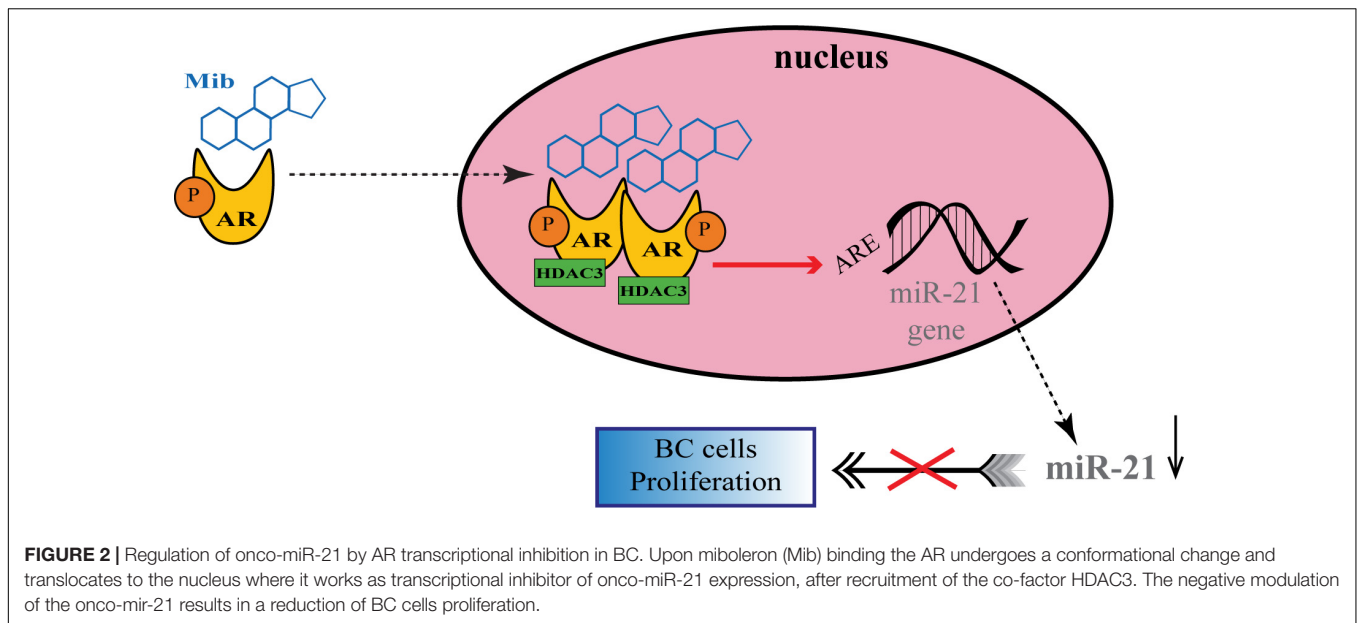 nucleus
Mib
P
AR
P
AR
AR
P
HDAC3
HDAC3
ARE
miR-21
gene
BC cells
Proliferation
miR-21
FIGURE 2 | Regulation of onco-miR-21 by AR transcriptional inhibition in BC. Upon miboleron (Mib) binding the AR undergoes a conformational change and
translocates to the nucleus where it works as transcriptional inhibitor of onco-miR-21 expression, after recruitment of the co-factor HDAC3. The negative modulation
of the onco-mir-21 results in a reduction of BC cells proliferation.